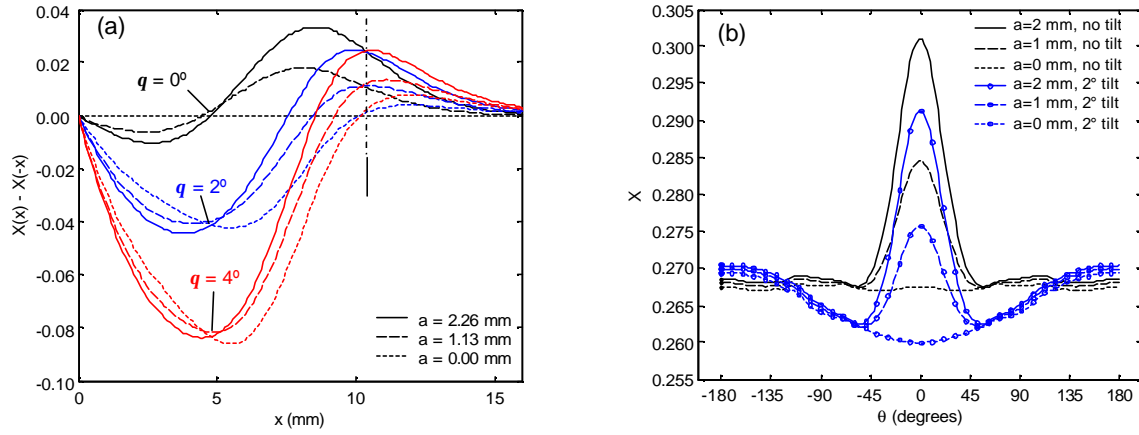 (a)
0.04
0.02
0.00
-0.02
-0.04
-0.06
-0.08
-0.10
X(x) - X(-x)
q = 0º
q = 2º
q = 4º
a = 2.26 mm
a = 1.13 mm
a = 0.00 mm
0
5
10
15
x (mm)
(b)
0.305
0.300
0.295
0.290
0.285
0.280
0.275
0.270
0.265
0.260
0.255
X
a=2 mm, no tilt
a=1 mm, no tilt
a=0 mm, no tilt
a=2 mm, 2º tilt
a=1 mm, 2º tilt
a=0 mm, 2º tilt
-180
-135
-90
-45
0
45
90
135
180
θ (degrees)